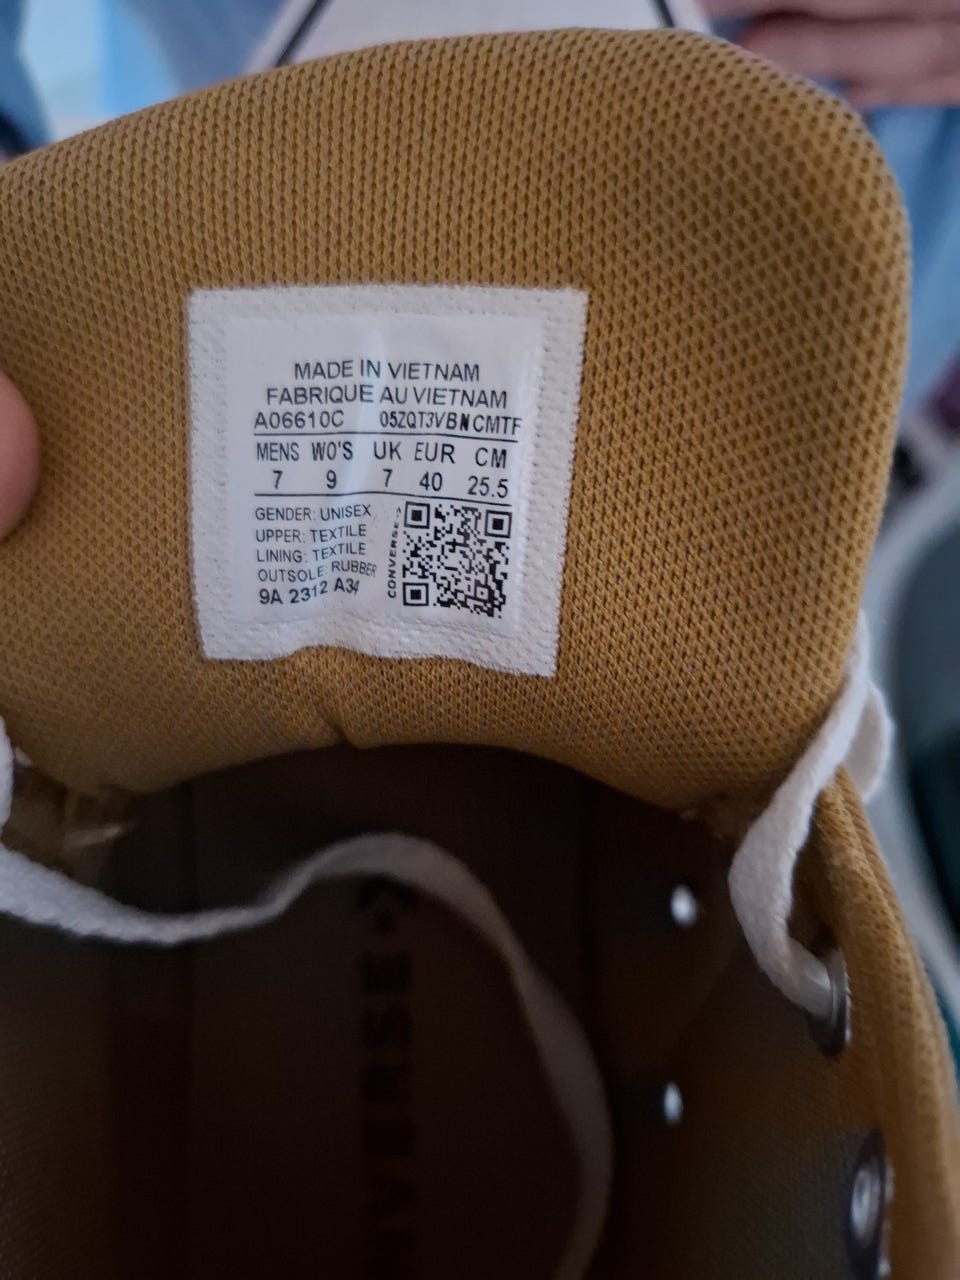 MADE IN VIETNAM
FABRIQUE AU VIETNAM
A06610C 05ZQT3VBNCMTF
MENS WO'S UK EUR CM
7 9 7 40 25.5
GENDER: UNISEX
UPPER: TEXTILE
LINING: TEXTILE
OUTSOLE: RUBBER
9A 2312 A34
CONVERSE
CONVERSE